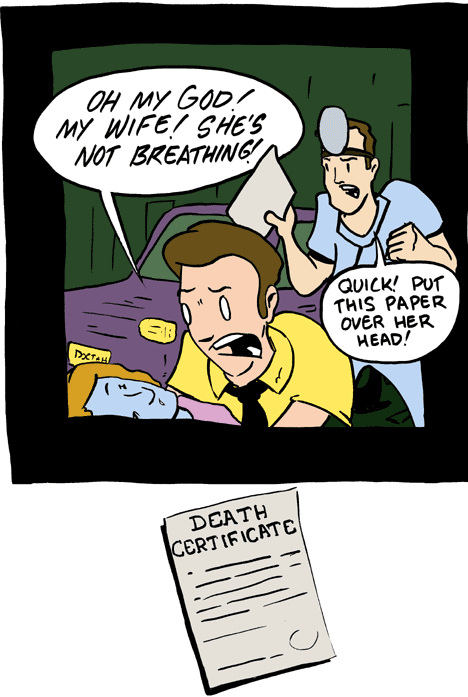 OH MY GOD!
MY WIFE! SHE'S
NOT BREATHING!
QUICK! PUT
THIS PAPER
OVER HER
HEAD!
DEATH
CERTIFICATE